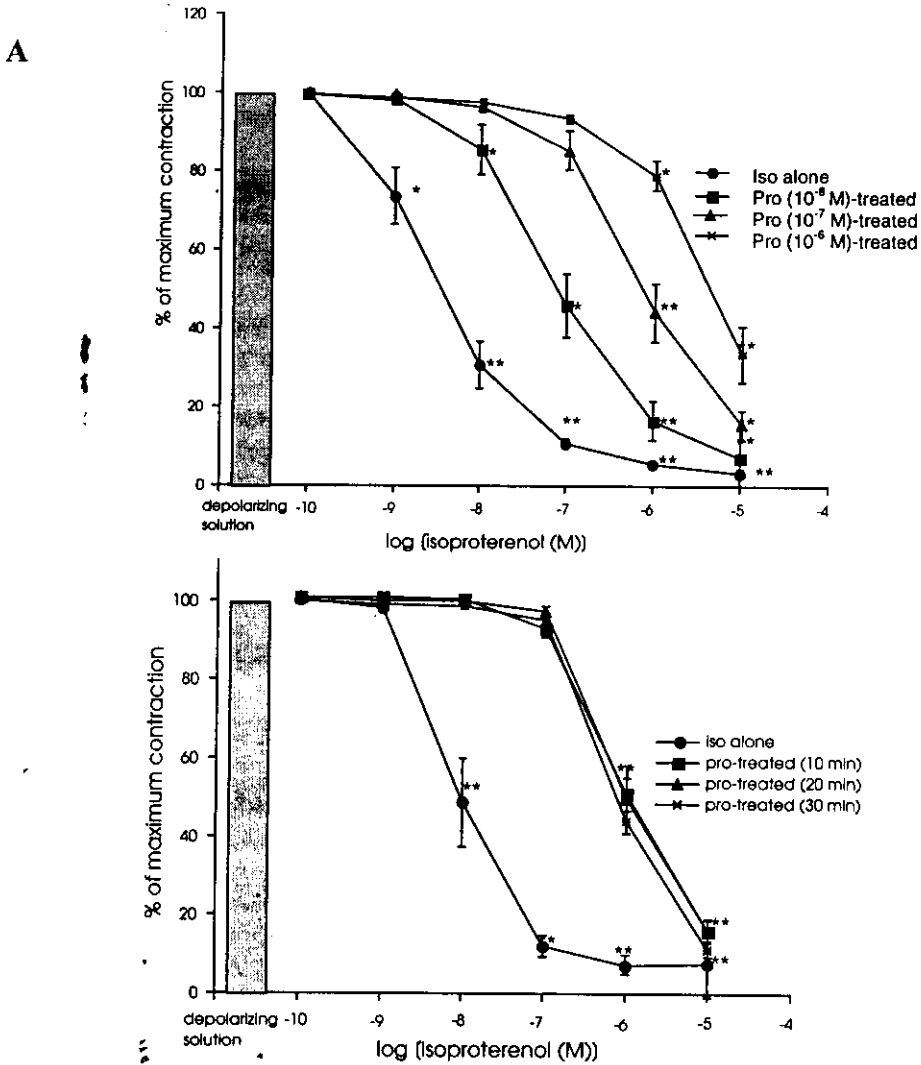 A
120
100
80
60
40
20
0
% of maximum contraction
*
**
**
**
**
*
*
**
*
**
*
*
*
Iso alone
Pro (10⁻⁸ M)-treated
Pro (10⁻⁷ M)-treated
Pro (10⁻⁶ M)-treated
depolarizing solution
-10 -9 -8 -7 -6 -5 -4
log [isoproterenol (M)]
100
80
60
40
20
0
% of maximum contraction
**
*
**
**
**
**
iso alone
pro-treated (10 min)
pro-treated (20 min)
pro-treated (30 min)
depolarizing solution
-10 -9 -8 -7 -6 -5 -4
log [isoproterenol (M)]